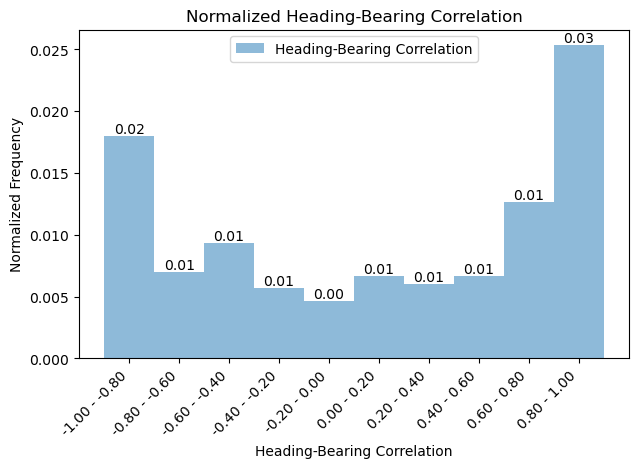 Normalized Heading-Bearing Correlation
Heading-Bearing Correlation
Normalized Frequency
0.025
0.020
0.015
0.010
0.005
0.000
0.02
0.01
0.01
0.01
0.00
0.01
0.01
0.01
0.01
0.03
-1.00 - -0.80
-0.80 - -0.60
-0.60 - -0.40
-0.40 - -0.20
-0.20 - 0.00
0.00 - 0.20
0.20 - 0.40
0.40 - 0.60
0.60 - 0.80
0.80 - 1.00
Heading-Bearing Correlation